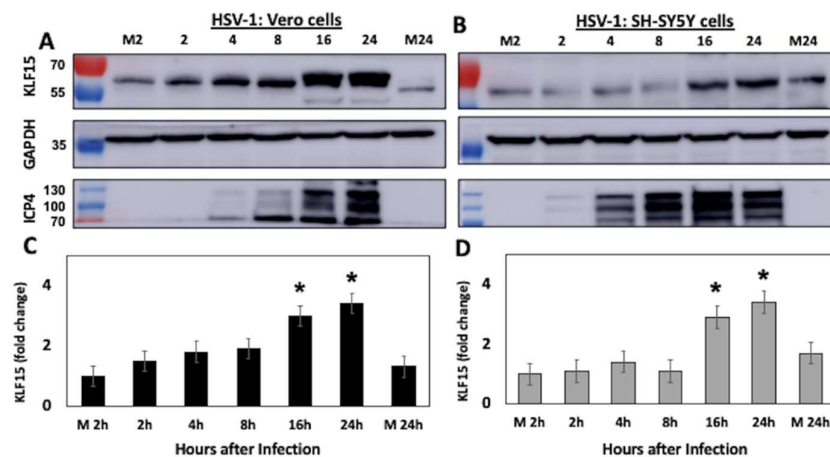 HSV-1: Vero cells
A
M2 2 4 8 16 24 M24
KLF15
70
55
GAPDH
35
ICP4
130
100
70
HSV-1: SH-SY5Y cells
B
M2 2 4 8 16 24 M24
C
KLF15 (fold change)
4
2
0
* *
M 2h 2h 4h 8h 16h 24h M 24h
Hours after Infection
D
KLF15 (fold change)
4
2
0
* *
M 2h 2h 4h 8h 16h 24h M 24h
Hours after Infection